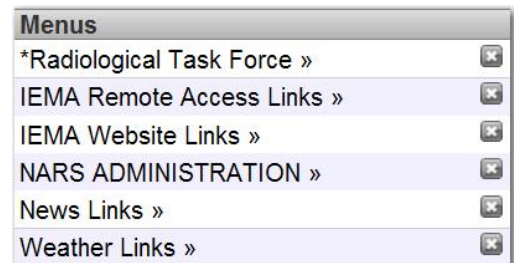 Menus
*Radiological Task Force »
IEMA Remote Access Links »
IEMA Website Links »
NARS ADMINISTRATION »
News Links »
Weather Links »